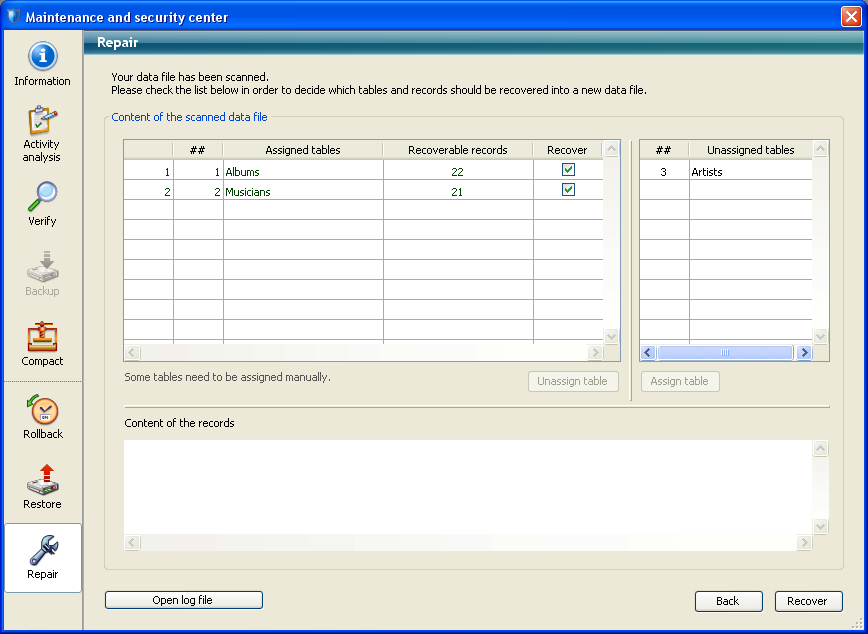 Maintenance and security center
Information
Activity
analysis
Verify
Backup
Compact
Rollback
Restore
Repair
Repair
Your data file has been scanned.
Please check the list below in order to decide which tables and records should be recovered into a new data file.
Content of the scanned data file
## Assigned tables Recoverable records Recover
1 1 Albums 22
2 2 Musicians 21
## Unassigned tables
3 Artists
Some tables need to be assigned manually.
Unassign table
Assign table
Content of the records
Open log file
Back
Recover